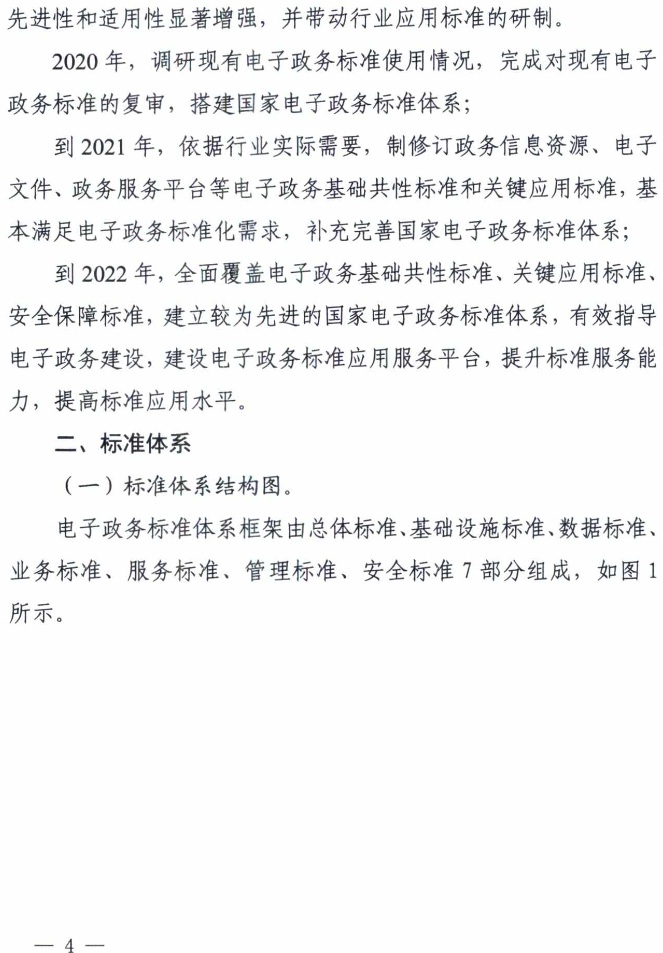 先进性和适用性显著增强，并带动行业应用标准的研制。
2020 年，调研现有电子政务标准使用情况，完成对现有电子
政务标准的复审，搭建国家电子政务标准体系；
到 2021 年，依据行业实际需要，制修订政务信息资源、电子
文件、政务服务平台等电子政务基础共性标准和关键应用标准，基
本满足电子政务标准化需求，补充完善国家电子政务标准体系；
到 2022 年，全面覆盖电子政务基础共性标准、关键应用标准、
安全保障标准，建立较为先进的国家电子政务标准体系，有效指导
电子政务建设，建设电子政务标准应用服务平台，提升标准服务能
力，提高标准应用水平。
二、标准体系
（一）标准体系结构图。
电子政务标准体系框架由总体标准、基础设施标准、数据标准、
业务标准、服务标准、管理标准、安全标准 7 部分组成，如图 1
所示。
— 4 —